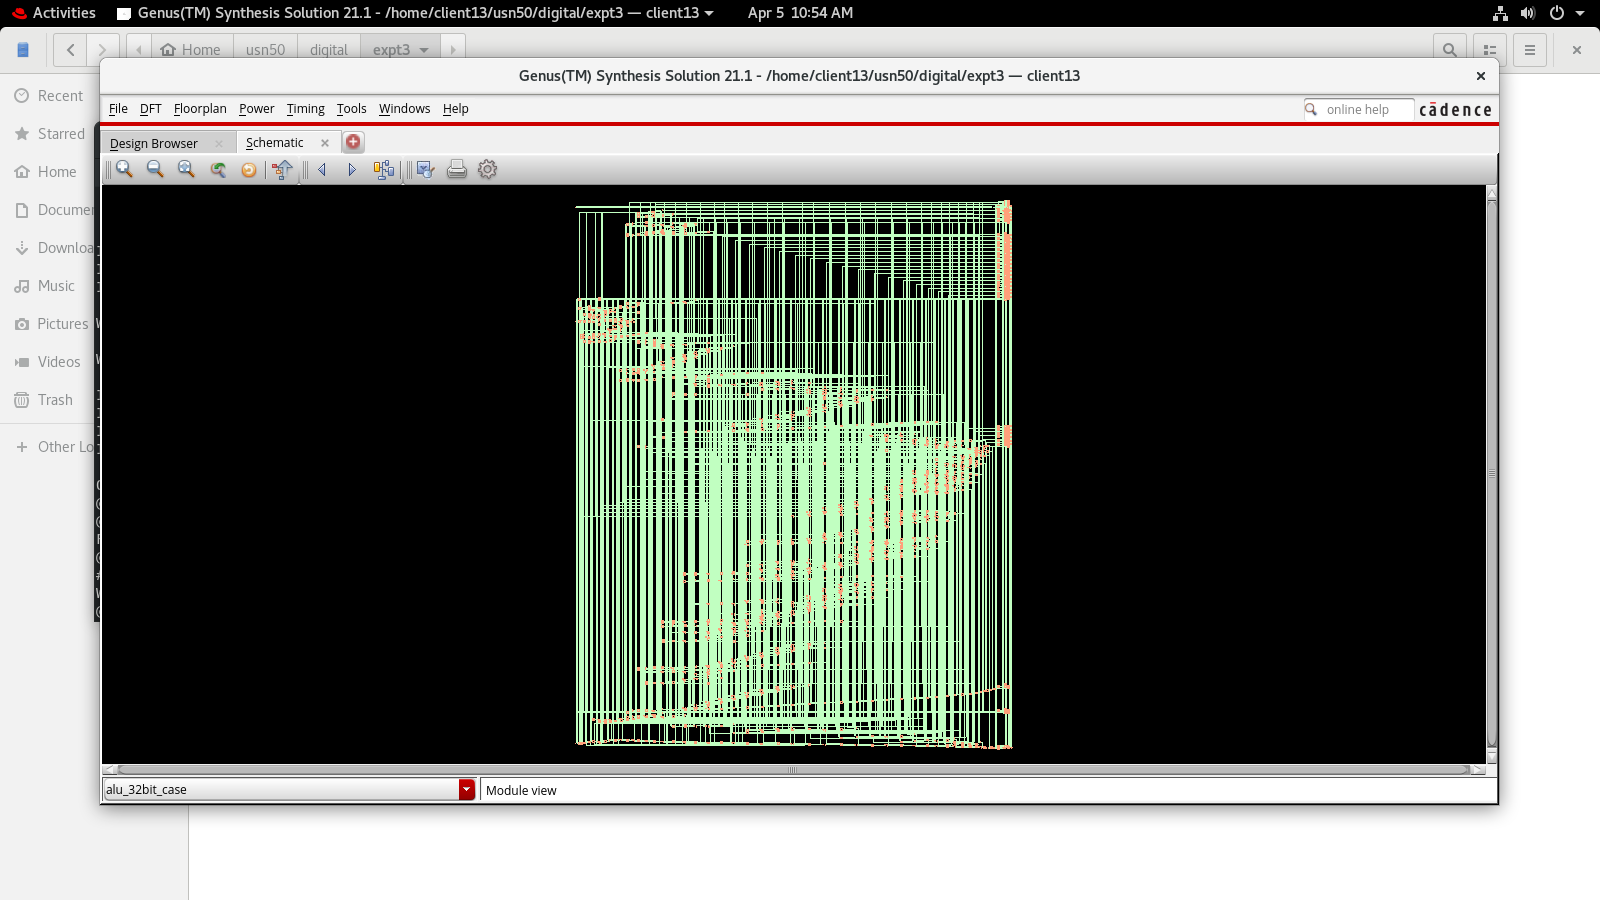 Activities
Genus(TM) Synthesis Solution 21.1 - /home/client13/usn50/digital/expt3 — client13
Apr 5 10:54 AM
Home
usn50
digital
expt3
Genus(TM) Synthesis Solution 21.1 - /home/client13/usn50/digital/expt3 — client13
File DFT Floorplan Power Timing Tools Windows Help
online help
cādence
Design Browser
Schematic
Recent
Starred
Home
Documen
Downloa
Music
Pictures
Videos
Trash
Other Lo
alu_32bit_case
Module view